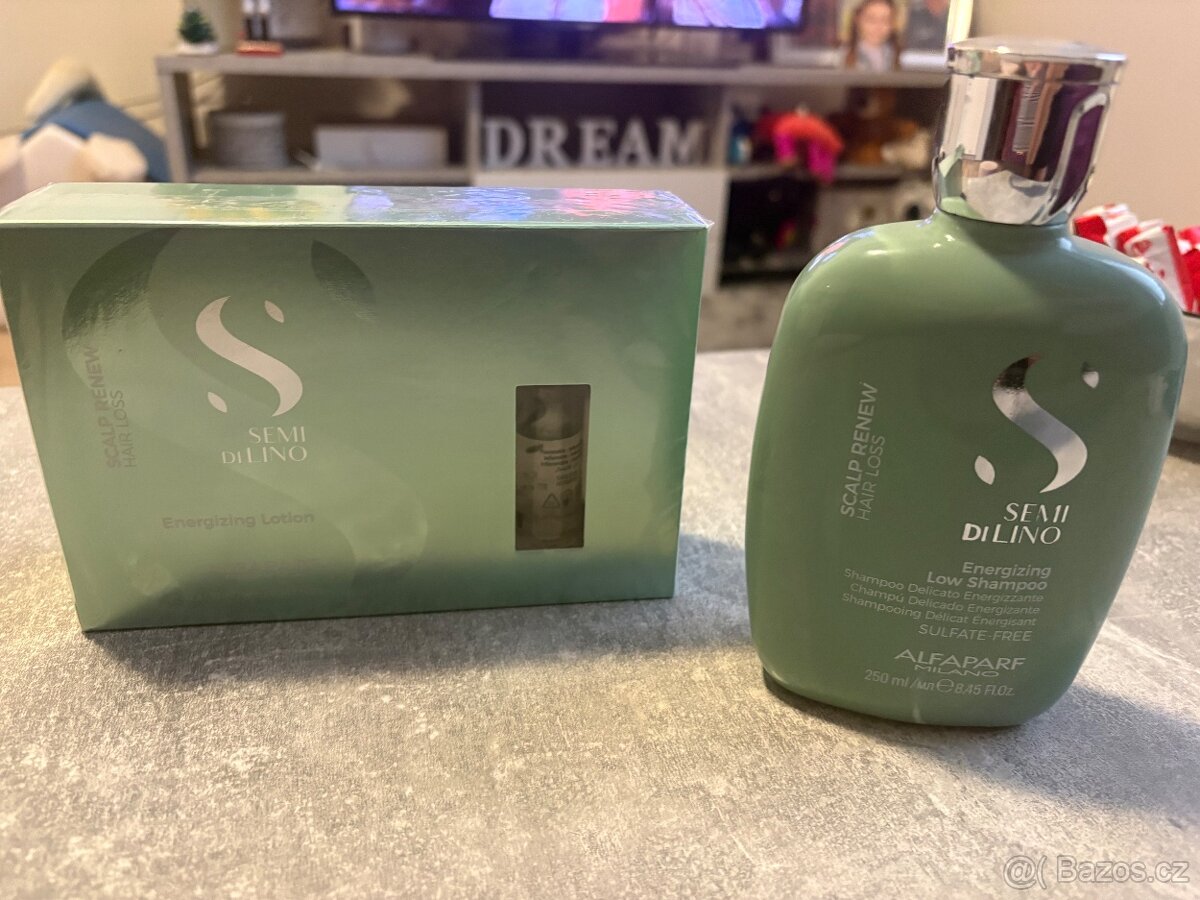 DREAM
SCALP RENEW
HAIR LOSS
SEMI
DI LINO
Energizing Lotion
SCALP RENEW
HAIR LOSS
SEMI
DI LINO
Energizing
Low Shampoo
Shampoo Delicato Energizzante
Champú Delicado Energizante
Shampooing Délicat Energisant
SULFATE-FREE
ALFAPARF
MILANO
250 ml /мл ℮ 8.45 Fl.Oz.
@( Bazos.cz